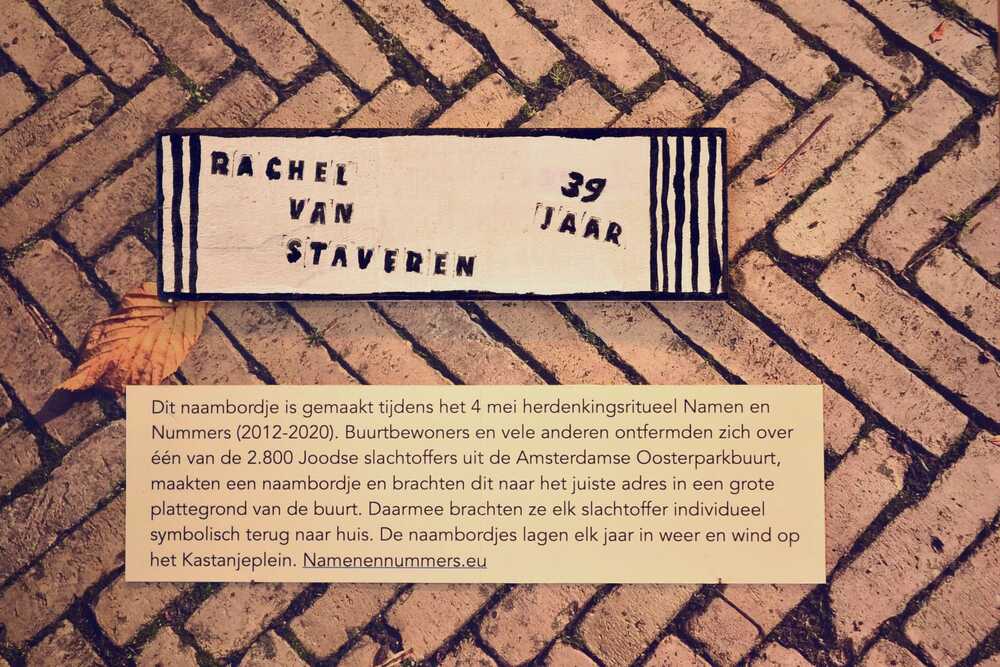 RACHEL
VAN
STAVEREN
39
JAAR
Dit naambordje is gemaakt tijdens het 4 mei herdenkingsritueel Namen en
Nummers (2012-2020). Buurtbewoners en vele anderen ontfermden zich over
één van de 2.800 Joodse slachtoffers uit de Amsterdamse Oosterparkbuurt,
maakten een naambordje en brachten dit naar het juiste adres in een grote
plattegrond van de buurt. Daarmee brachten ze elk slachtoffer individueel
symbolisch terug naar huis. De naambordjes lagen elk jaar in weer en wind op
het Kastanjeplein. Namenennummers.eu